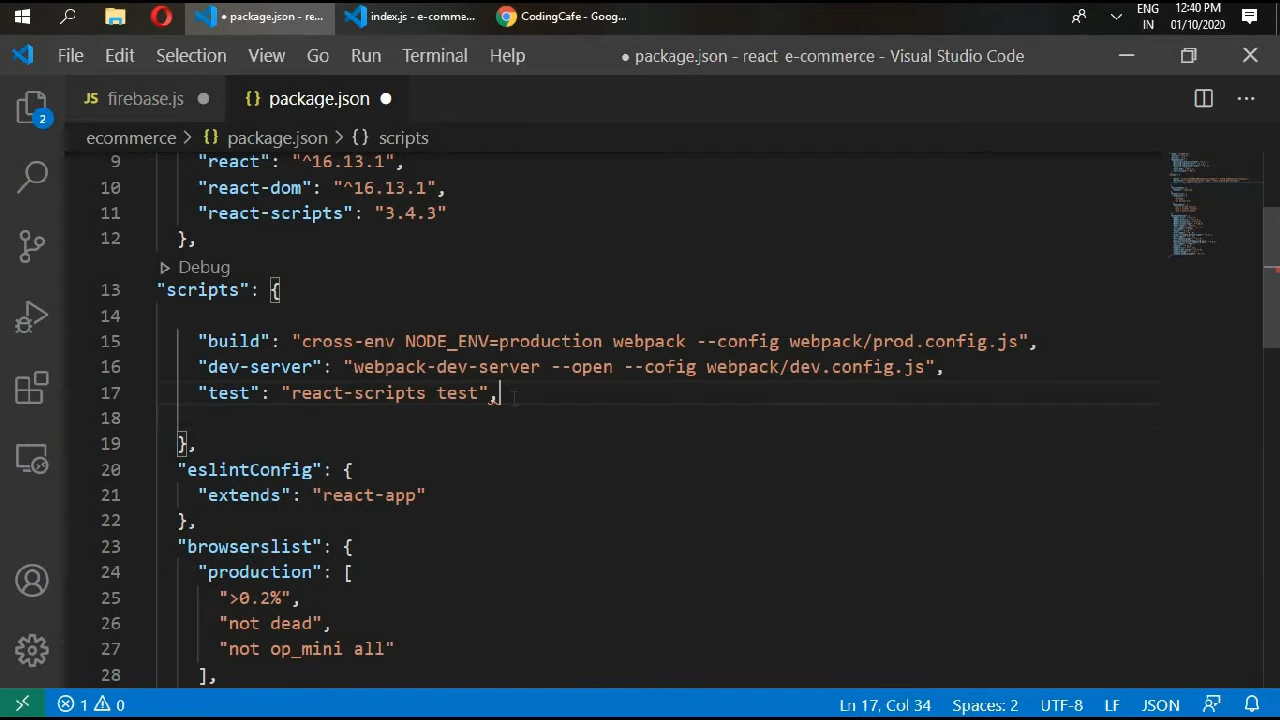 package.json - re...
index.js - e-comme...
CodingCafe - Goog...
ENG
IN
12:40 PM
01/10/2020
File Edit Selection View Go Run Terminal Help
● package.json - react e-commerce - Visual Studio Code
JS firebase.js ●
{} package.json ●
ecommerce > {} package.json > {} scripts
2
9 "react": "^16.13.1",
10 "react-dom": "^16.13.1",
11 "react-scripts": "3.4.3"
12 },
Debug
13 "scripts": {
14
15 "build": "cross-env NODE_ENV=production webpack --config webpack/prod.config.js",
16 "dev-server": "webpack-dev-server --open --cofig webpack/dev.config.js",
17 "test": "react-scripts test",
18
19 },
20 "eslintConfig": {
21 "extends": "react-app"
22 },
23 "browserslist": {
24 "production": [
25 ">0.2%",
26 "not dead",
27 "not op_mini all"
28 ],
1 0 Ln 17, Col 34 Spaces: 2 UTF-8 LF JSON